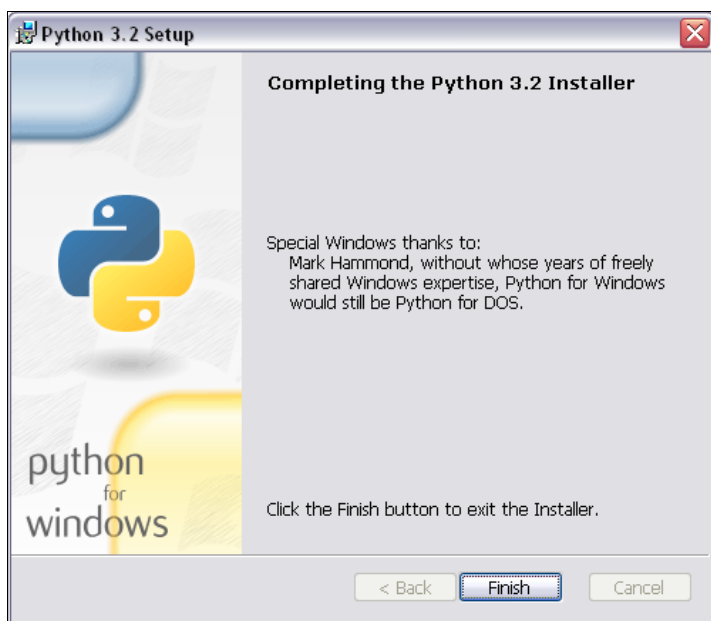 Python 3.2 Setup
Completing the Python 3.2 Installer
Special Windows thanks to:
Mark Hammond, without whose years of freely
shared Windows expertise, Python for Windows
would still be Python for DOS.
python
for
windows
Click the Finish button to exit the Installer.
< Back
Finish
Cancel